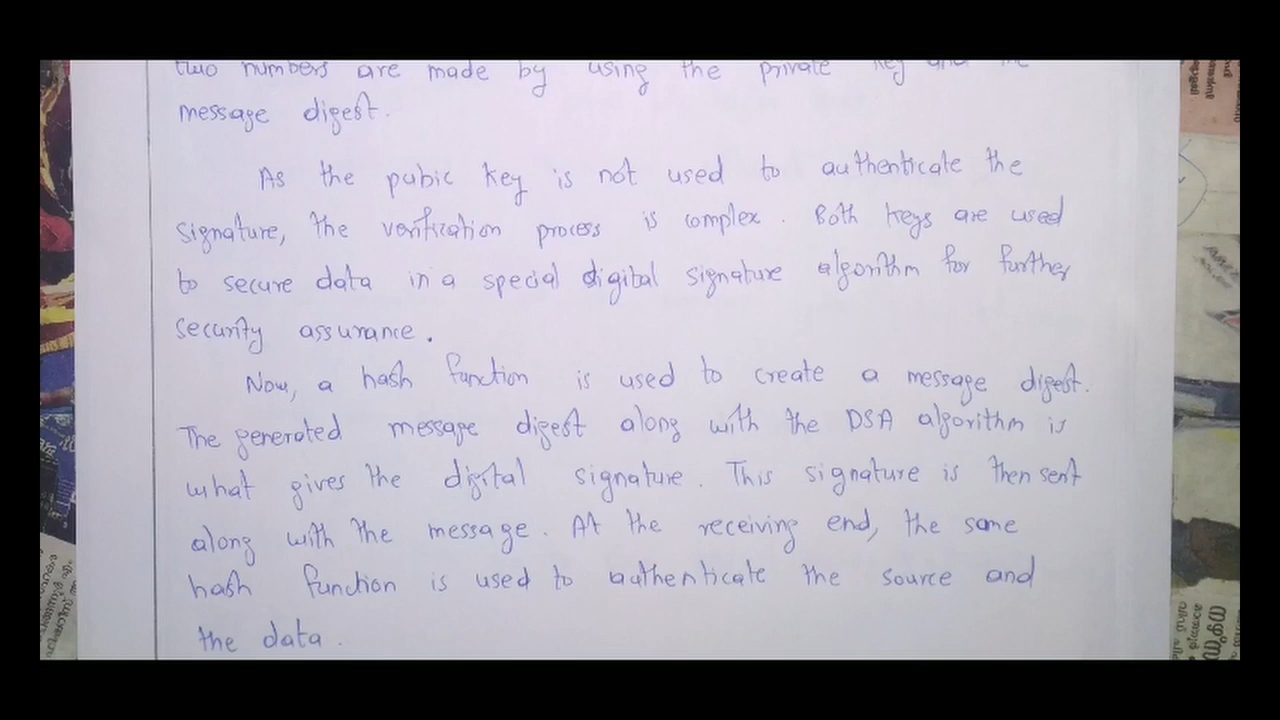 two numbers are made by using the private key and the
message digest.
As the pubic key is not used to authenticate the
signature, the verification process is complex. Both keys are used
to secure data in a special digital signature algorithm for further
security assurance.
Now, a hash function is used to create a message digest.
The generated message digest along with the DSA algorithm is
what gives the digital signature. This signature is then sent
along with the message. At the receiving end, the same
hash function is used to authenticate the source and
the data.